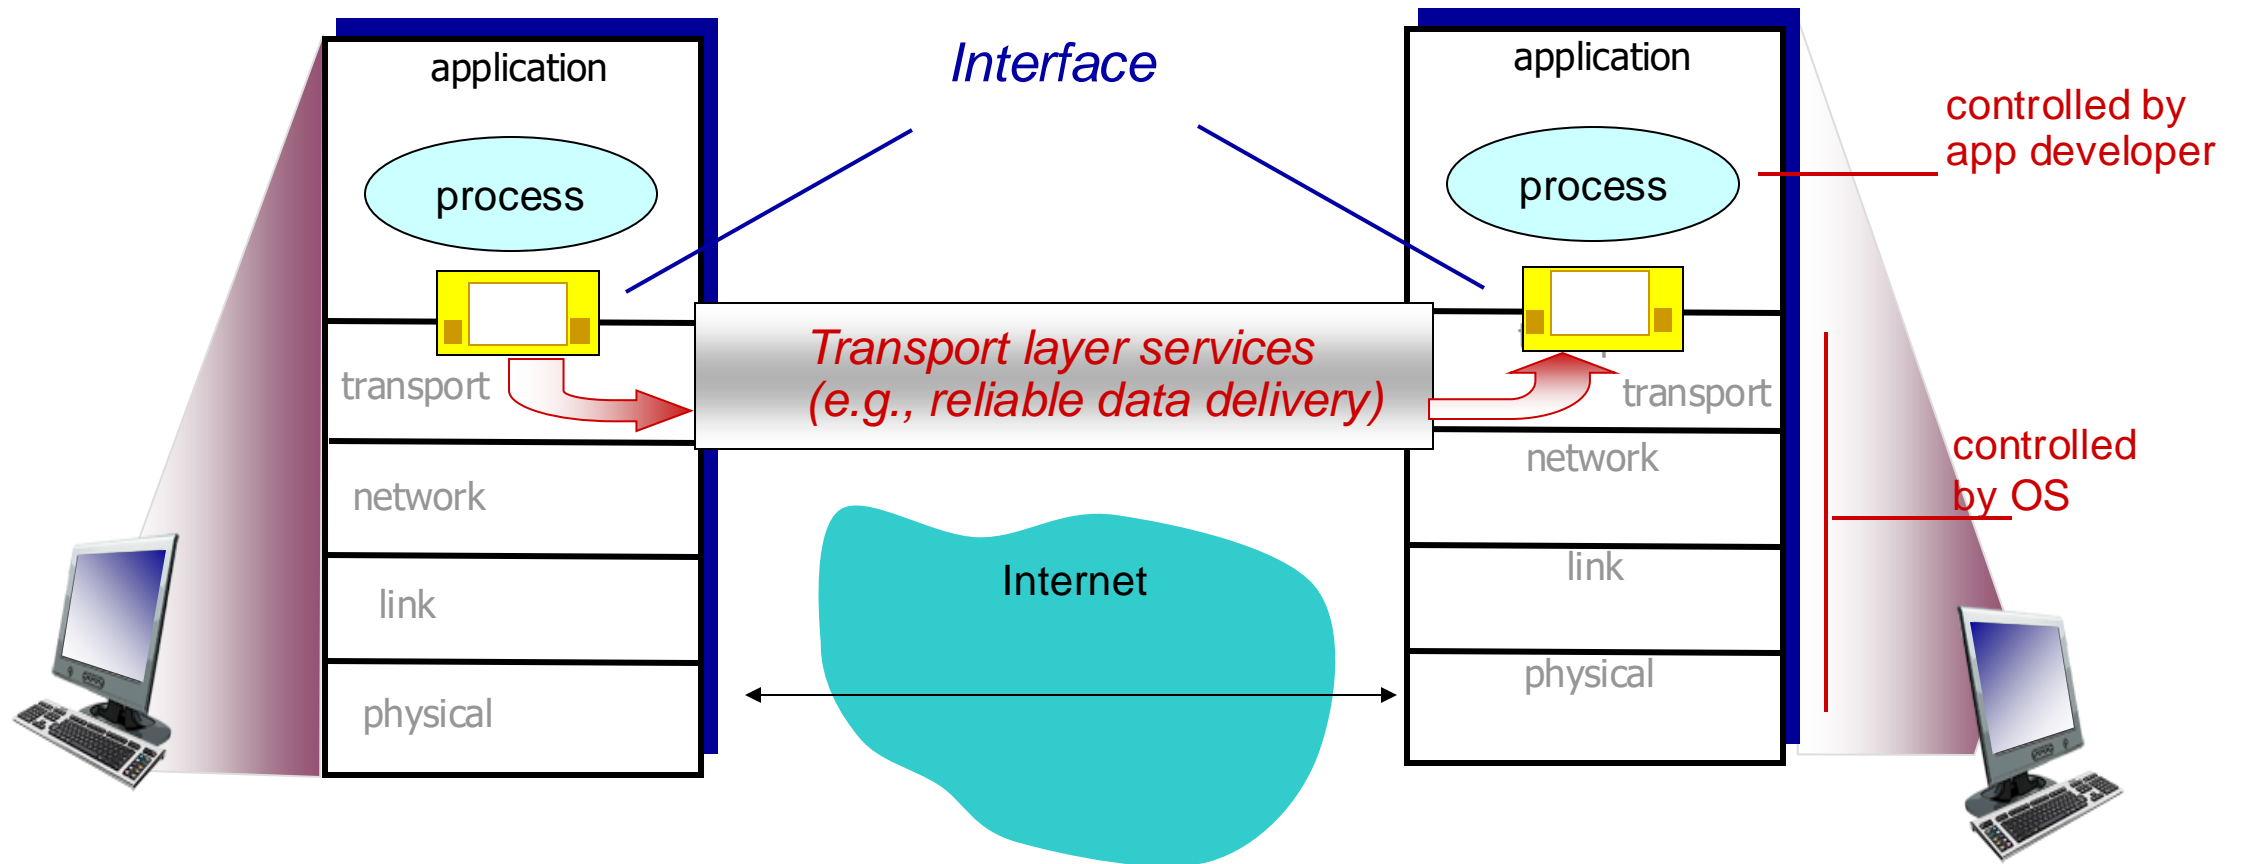 application
process
transport
network
link
physical
Interface
Transport layer services
(e.g., reliable data delivery)
Internet
application
process
transport
network
link
physical
controlled by
app developer
controlled
by OS